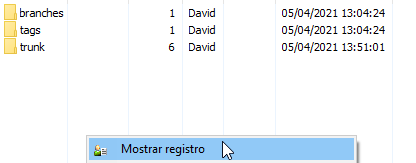 branches 1 David 05/04/2021 13:04:24
tags 1 David 05/04/2021 13:04:24
trunk 6 David 05/04/2021 13:51:01
Mostrar registro